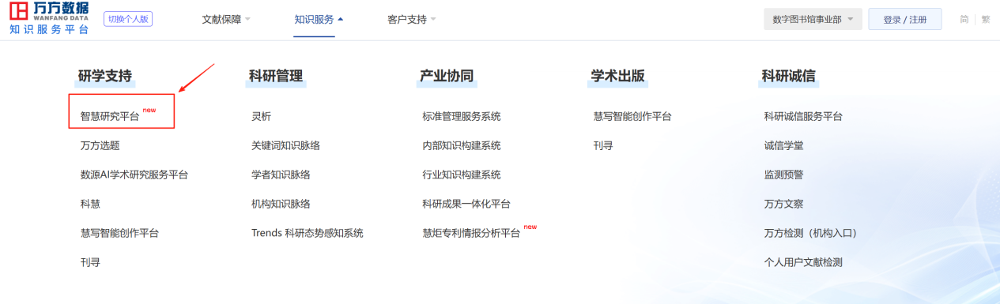 万方数据
WANFANG DATA
知识服务平台
切换个人版
文献保障
知识服务
客户支持
数字图书馆事业部
登录 / 注册
简
繁
研学支持
智慧研究平台 new
万方选题
数源AI学术研究服务平台
科慧
慧写智能创作平台
刊寻
科研管理
灵析
关键词知识脉络
学者知识脉络
机构知识脉络
Trends 科研态势感知系统
产业协同
标准管理服务系统
内部知识构建系统
行业知识构建系统
科研成果一体化平台
慧炬专利情报分析平台 new
学术出版
慧写智能创作平台
刊寻
科研诚信
科研诚信服务平台
诚信学堂
监测预警
万方文察
万方检测（机构入口）
个人用户文献检测